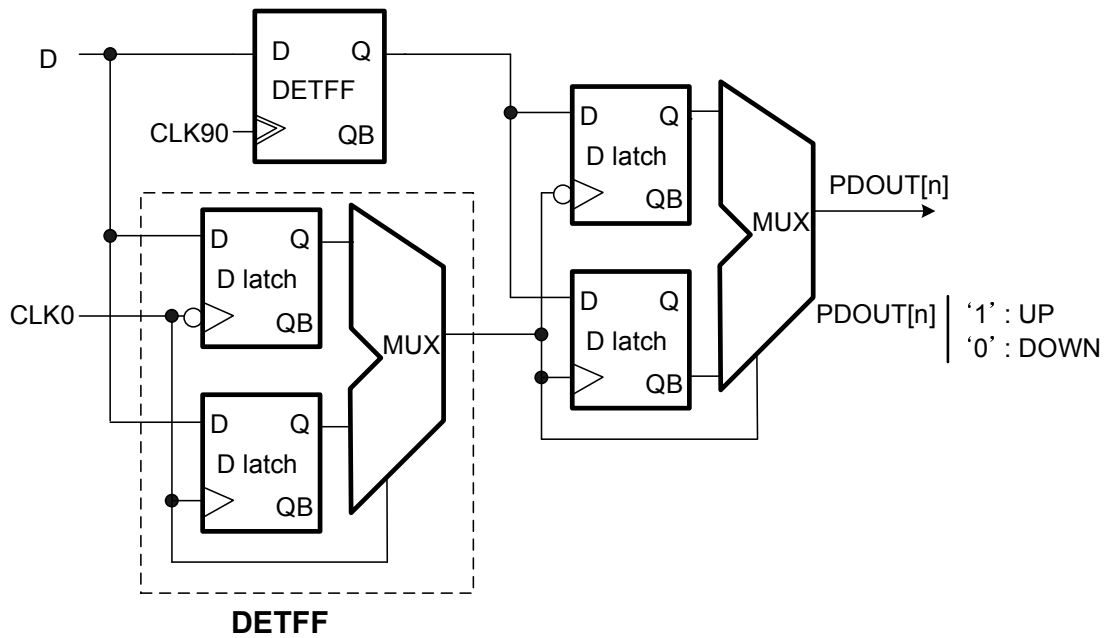 D
D Q
DETFF
QB
CLK90
D Q
D latch
QB
MUX
PDOUT[n]
D Q
D latch
QB
CLK0
MUX
D Q
D latch
QB
PDOUT[n] '1' : UP
'0' : DOWN
D Q
D latch
QB
DETFF